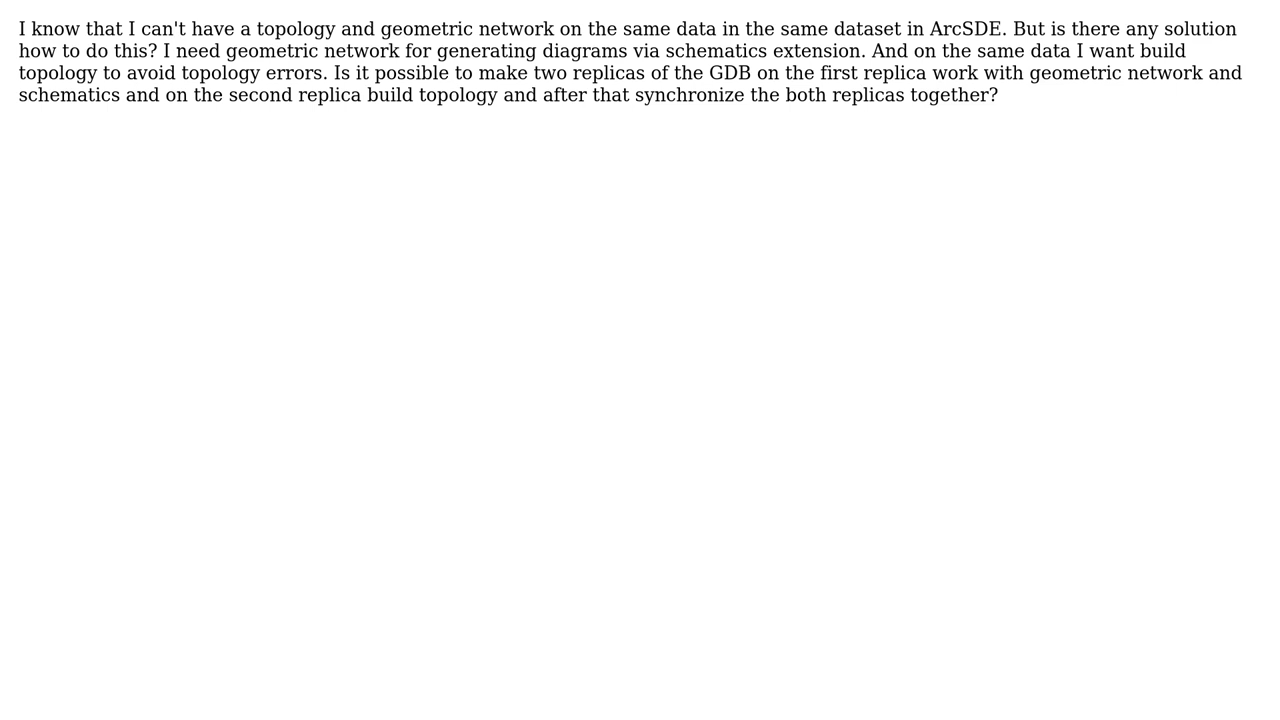 I know that I can't have a topology and geometric network on the same data in the same dataset in ArcSDE. But is there any solution
how to do this? I need geometric network for generating diagrams via schematics extension. And on the same data I want build
topology to avoid topology errors. Is it possible to make two replicas of the GDB on the first replica work with geometric network and
schematics and on the second replica build topology and after that synchronize the both replicas together?